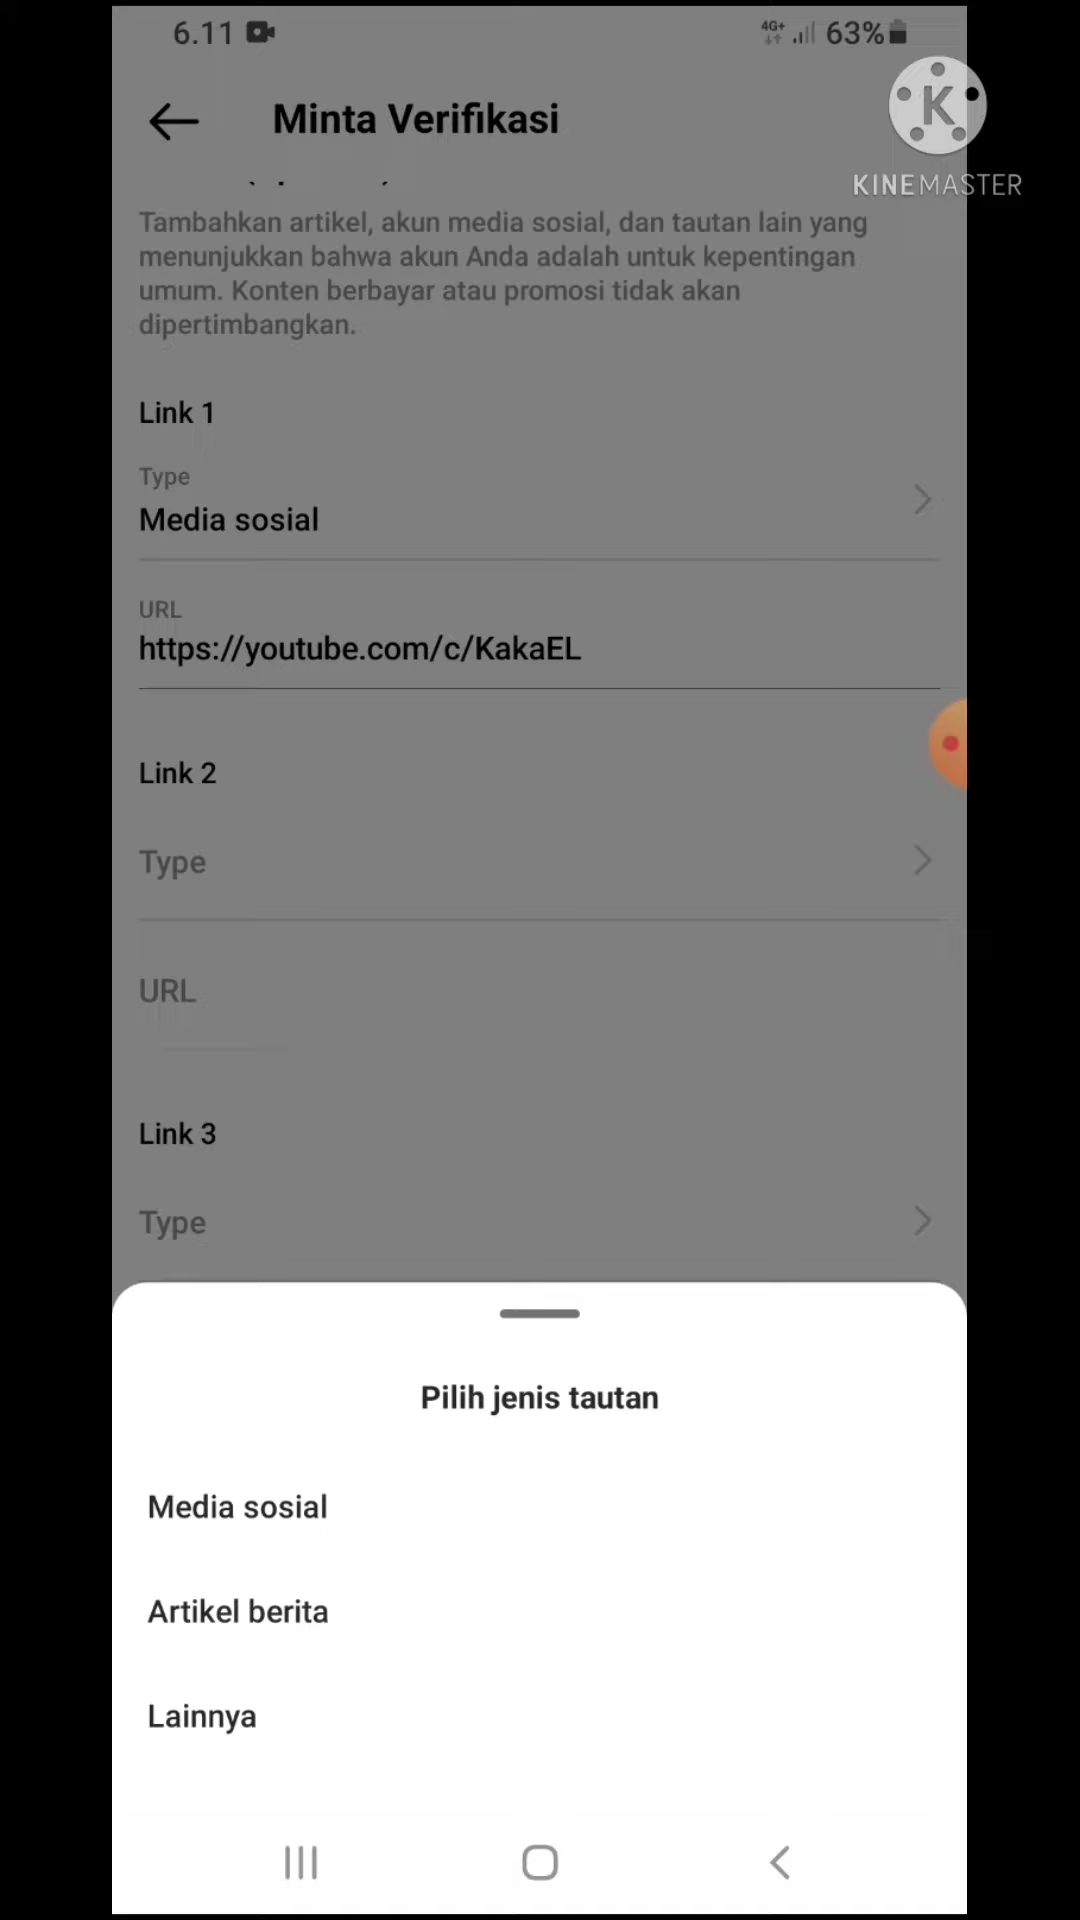 6.11
4G+ 63%
K
KINEMASTER
Minta Verifikasi
Tambahkan artikel, akun media sosial, dan tautan lain yang
menunjukkan bahwa akun Anda adalah untuk kepentingan
umum. Konten berbayar atau promosi tidak akan
dipertimbangkan.
Link 1
Type
Media sosial
URL
https://youtube.com/c/KakaEL
Link 2
Type
URL
Link 3
Type
Pilih jenis tautan
Media sosial
Artikel berita
Lainnya